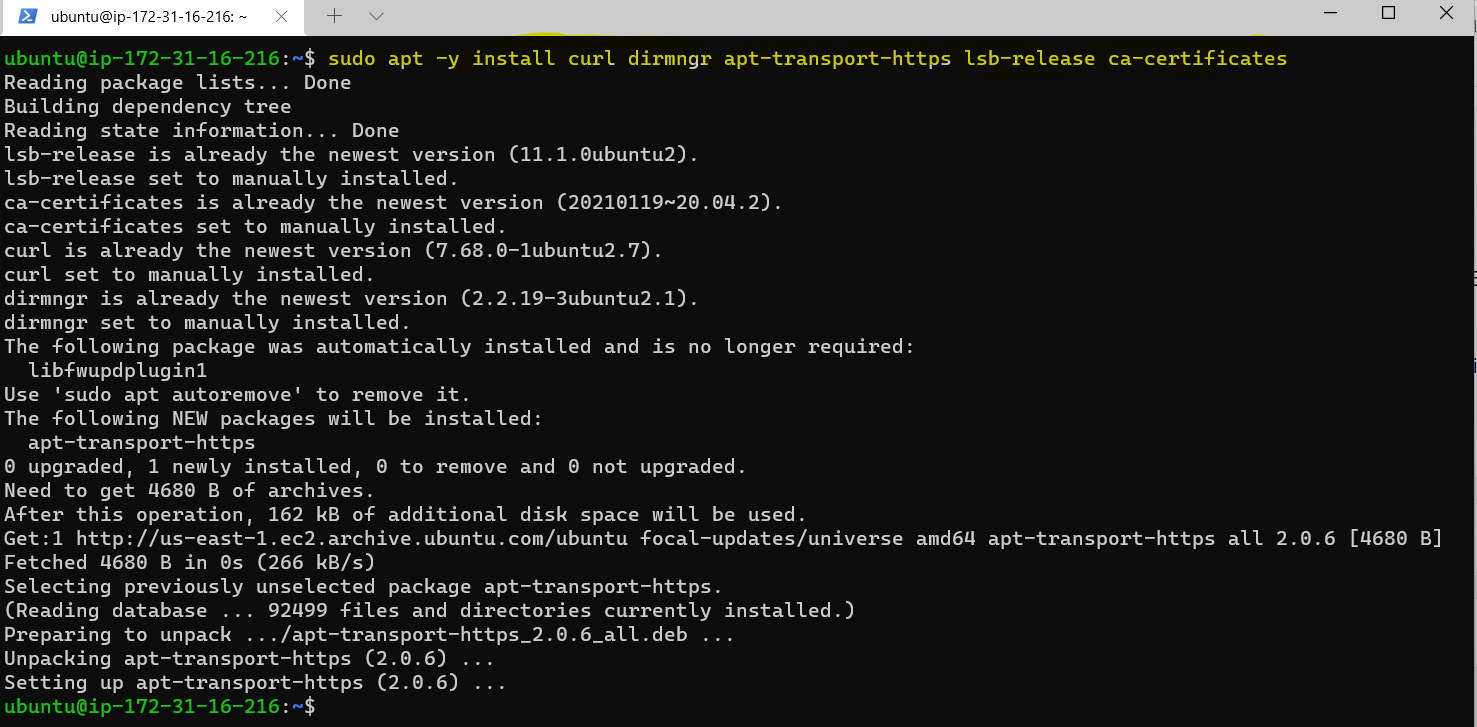 ubuntu@ip-172-31-16-216: ~
ubuntu@ip-172-31-16-216:~$ sudo apt -y install curl dirmngr apt-transport-https lsb-release ca-certificates
Reading package lists... Done
Building dependency tree
Reading state information... Done
lsb-release is already the newest version (11.1.0ubuntu2).
lsb-release set to manually installed.
ca-certificates is already the newest version (20210119~20.04.2).
ca-certificates set to manually installed.
curl is already the newest version (7.68.0-1ubuntu2.7).
curl set to manually installed.
dirmngr is already the newest version (2.2.19-3ubuntu2.1).
dirmngr set to manually installed.
The following package was automatically installed and is no longer required:
  libfwupdplugin1
Use 'sudo apt autoremove' to remove it.
The following NEW packages will be installed:
  apt-transport-https
0 upgraded, 1 newly installed, 0 to remove and 0 not upgraded.
Need to get 4680 B of archives.
After this operation, 162 kB of additional disk space will be used.
Get:1 http://us-east-1.ec2.archive.ubuntu.com/ubuntu focal-updates/universe amd64 apt-transport-https all 2.0.6 [4680 B]
Fetched 4680 B in 0s (266 kB/s)
Selecting previously unselected package apt-transport-https.
(Reading database ... 92499 files and directories currently installed.)
Preparing to unpack .../apt-transport-https_2.0.6_all.deb ...
Unpacking apt-transport-https (2.0.6) ...
Setting up apt-transport-https (2.0.6) ...
ubuntu@ip-172-31-16-216:~$